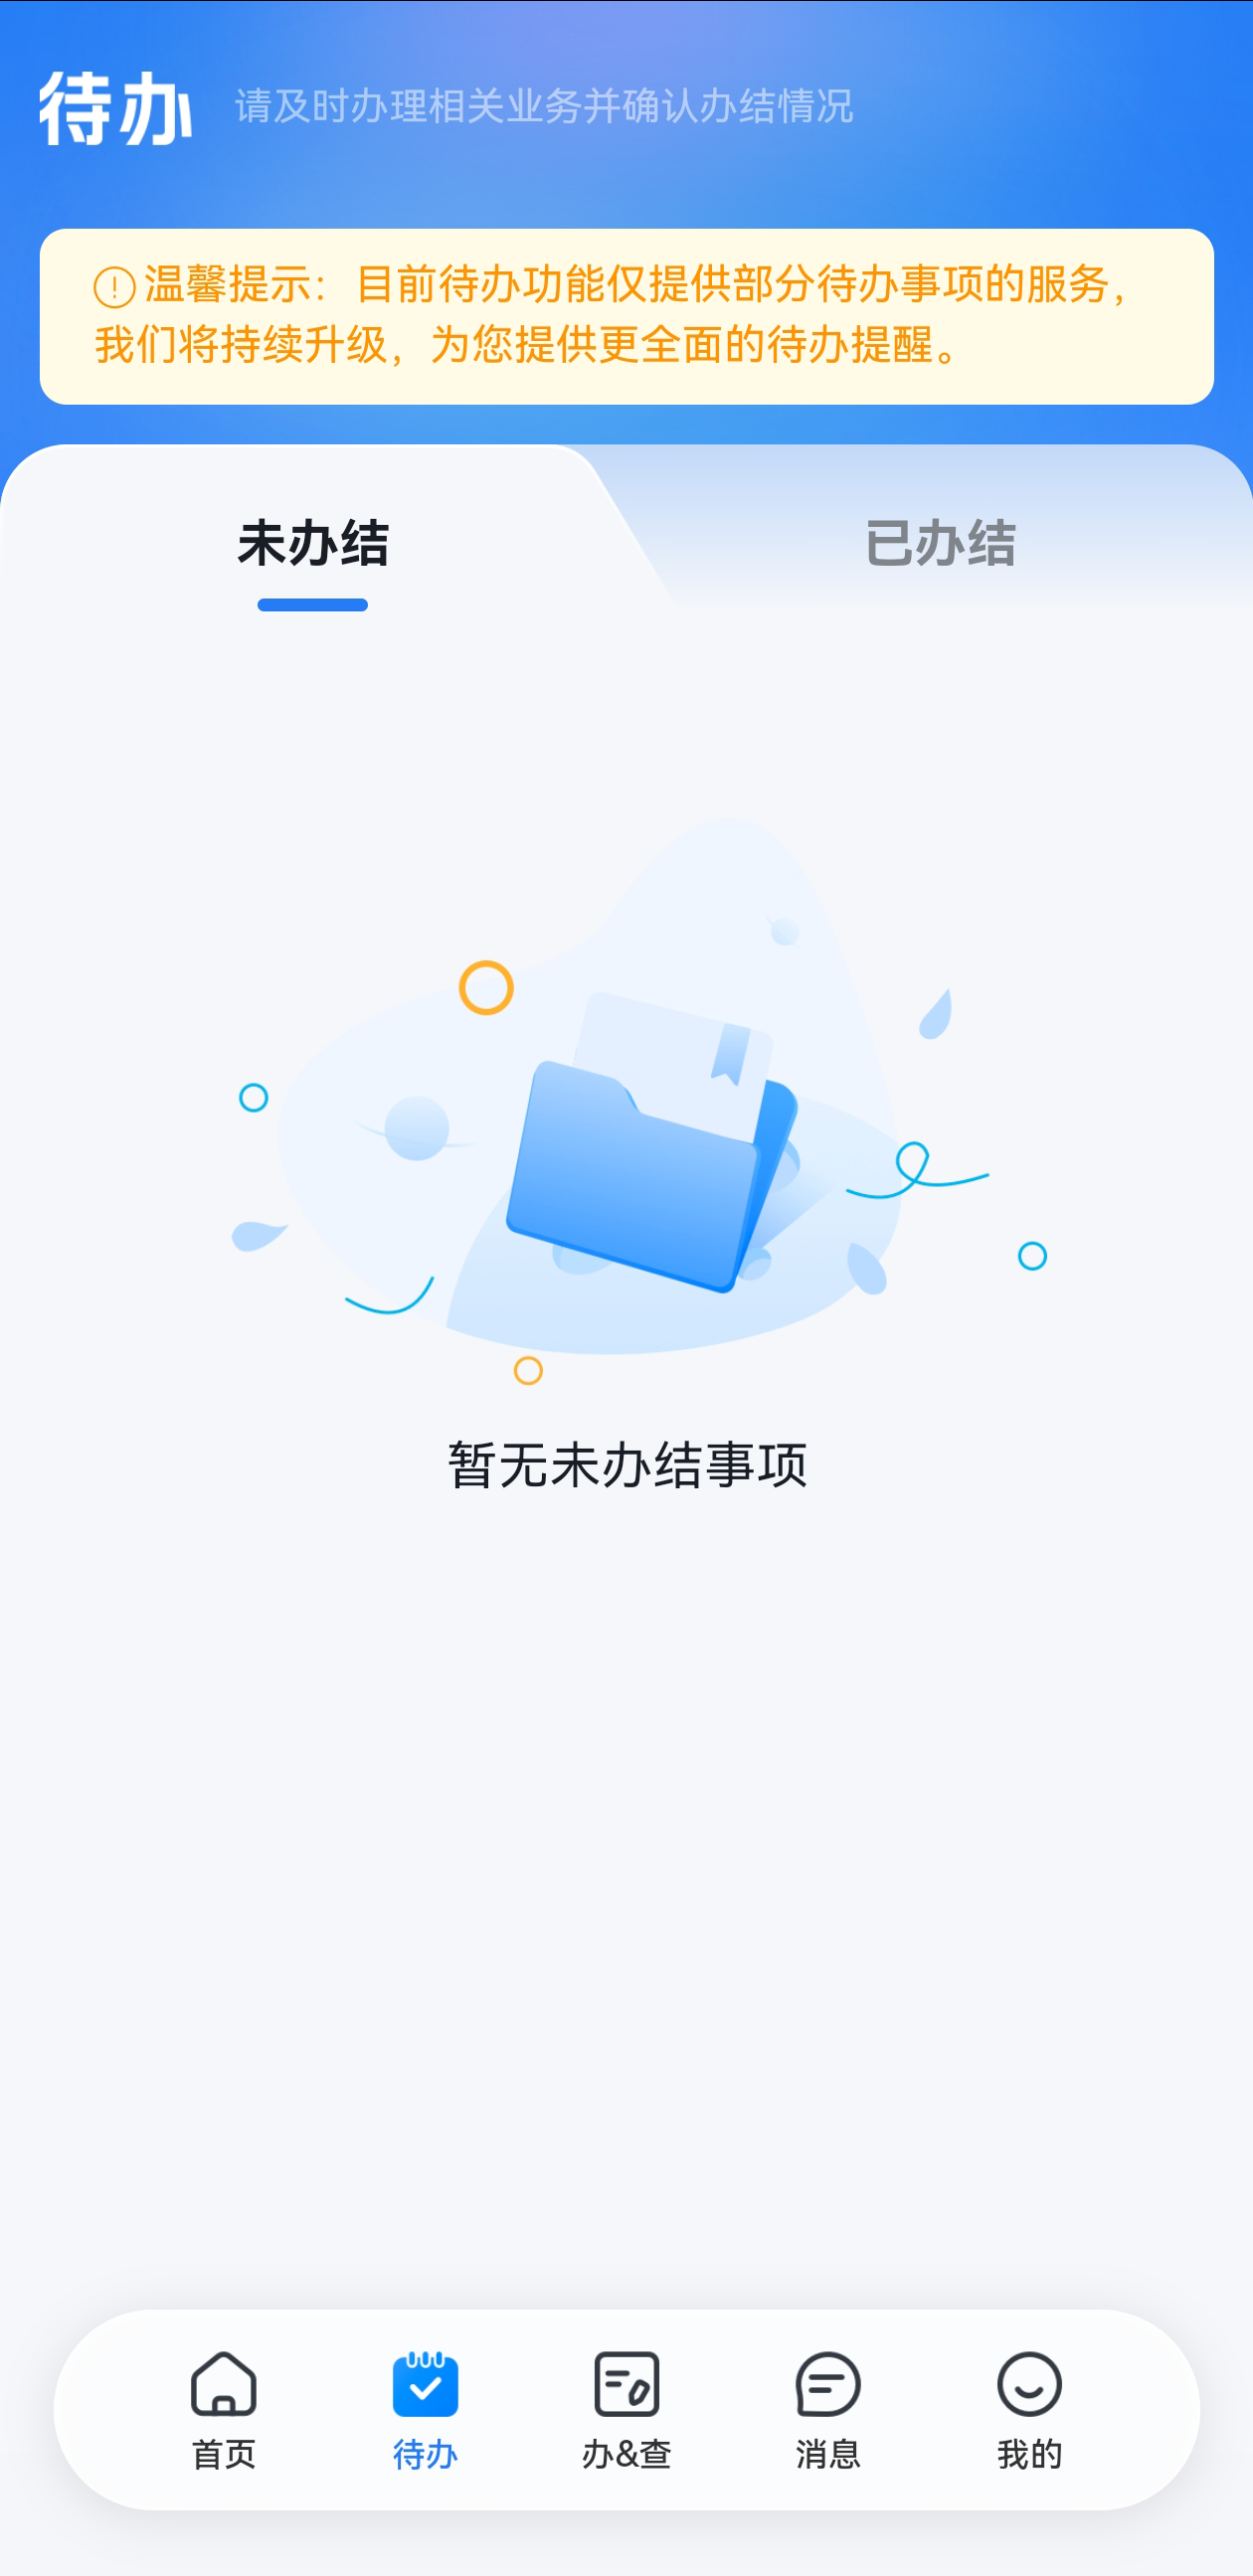 待办
请及时办理相关业务并确认办结情况
温馨提示：目前待办功能仅提供部分待办事项的服务，
我们将持续升级，为您提供更全面的待办提醒。
未办结
已办结
暂无未办结事项
首页
待办
办&查
消息
我的